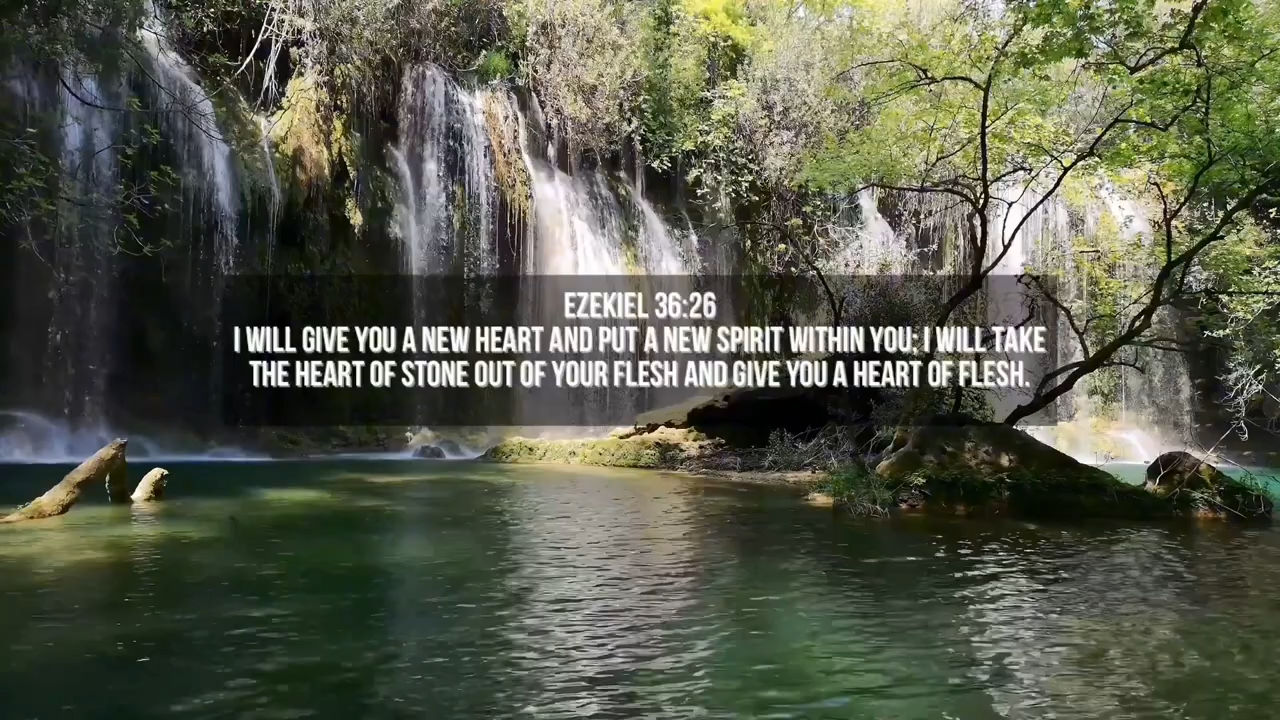 EZEKIEL 36:26
I WILL GIVE YOU A NEW HEART AND PUT A NEW SPIRIT WITHIN YOU; I WILL TAKE
THE HEART OF STONE OUT OF YOUR FLESH AND GIVE YOU A HEART OF FLESH.